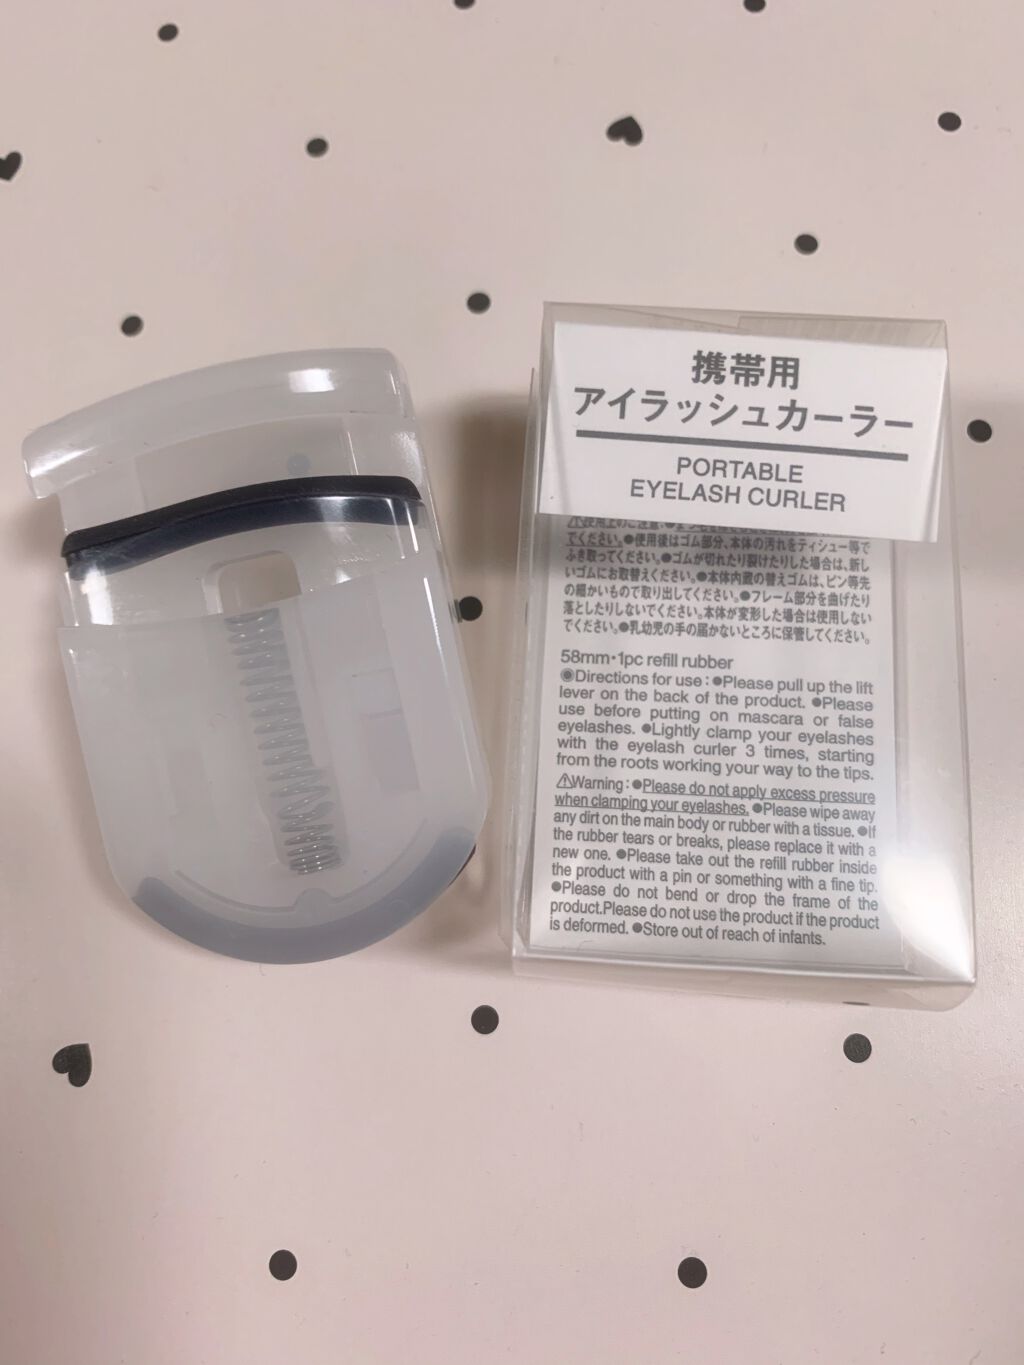 携帯用
アイラッシュカーラー
PORTABLE
EYELASH CURLER
でください。●使用後はゴム部分、本体の汚れをティシュー等で
ふき取ってください。●ゴムが切れたり裂けたりした場合は、新し
いゴムにお取替えください。●本体内蔵の替えゴムは、ピン等先
の細かいもので取り出してください。●フレーム部分を曲げたり
落としたりしないでください。本体が変形した場合は使用しない
でください。●乳幼児の手の届かないところに保管してください。
58mm・1pc refill rubber
◉Directions for use：●Please pull up the lift
lever on the back of the product. ●Please
use before putting on mascara or false
eyelashes. ●Lightly clamp your eyelashes
with the eyelash curler 3 times, starting
from the roots working your way to the tips.
⚠Warning：●Please do not apply excess pressure
when clamping your eyelashes. ●Please wipe away
any dirt on the main body or rubber with a tissue. ●If
the rubber tears or breaks, please replace it with a
new one. ●Please take out the refill rubber inside
the product with a pin or something with a fine tip.
●Please do not bend or drop the frame of the
product.Please do not use the product if the product
is deformed. ●Store out of reach of infants.